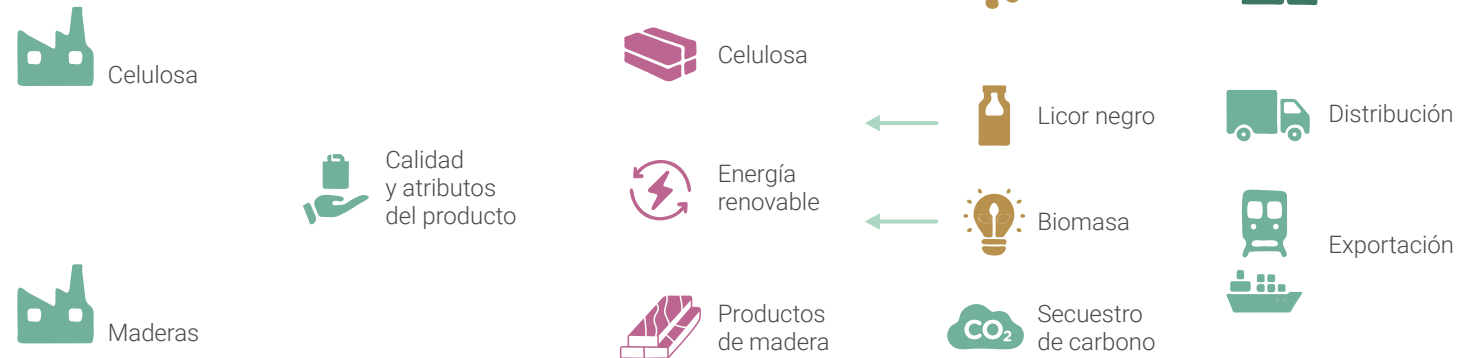 Celulosa
Maderas
Calidad
y atributos
del producto
Celulosa
Energía
renovable
Productos
de madera
Licor negro
Biomasa
CO₂
Secuestro
de carbono
Distribución
Exportación